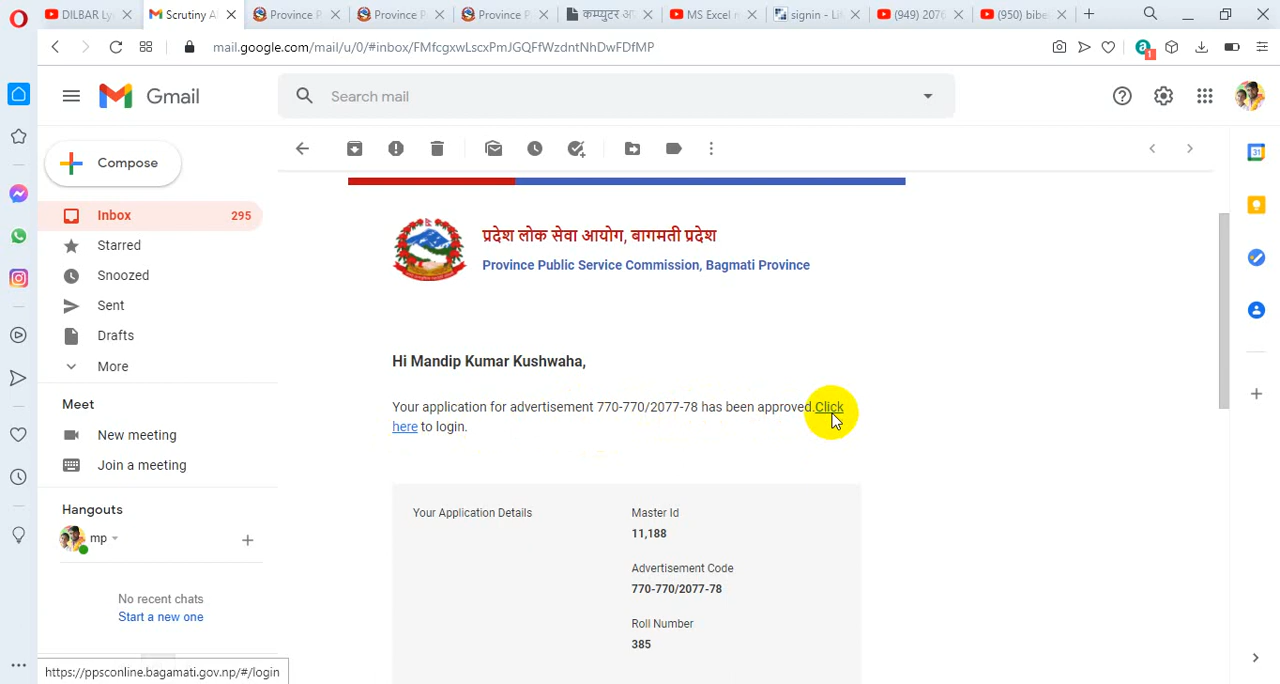 DILBAR Ly
Scrutiny A
Province P
Province P
Province P
कम्प्युटर अ
MS Excel m
signin - Li
(949) 2076
(950) bibe
mail.google.com/mail/u/0/#inbox/FMfcgxwLscxPmJGQFfWzdntNhDwFDfMP
1
Gmail
Search mail
Compose
Inbox 295
Starred
Snoozed
Sent
Drafts
More
Meet
New meeting
Join a meeting
Hangouts
mp
No recent chats
Start a new one
31
प्रदेश लोक सेवा आयोग, बागमती प्रदेश
Province Public Service Commission, Bagmati Province
Hi Mandip Kumar Kushwaha,
Your application for advertisement 770-770/2077-78 has been approved.Click
here to login.
Your Application Details
Master Id
11,188
Advertisement Code
770-770/2077-78
Roll Number
385
https://ppsconline.bagamati.gov.np/#/login